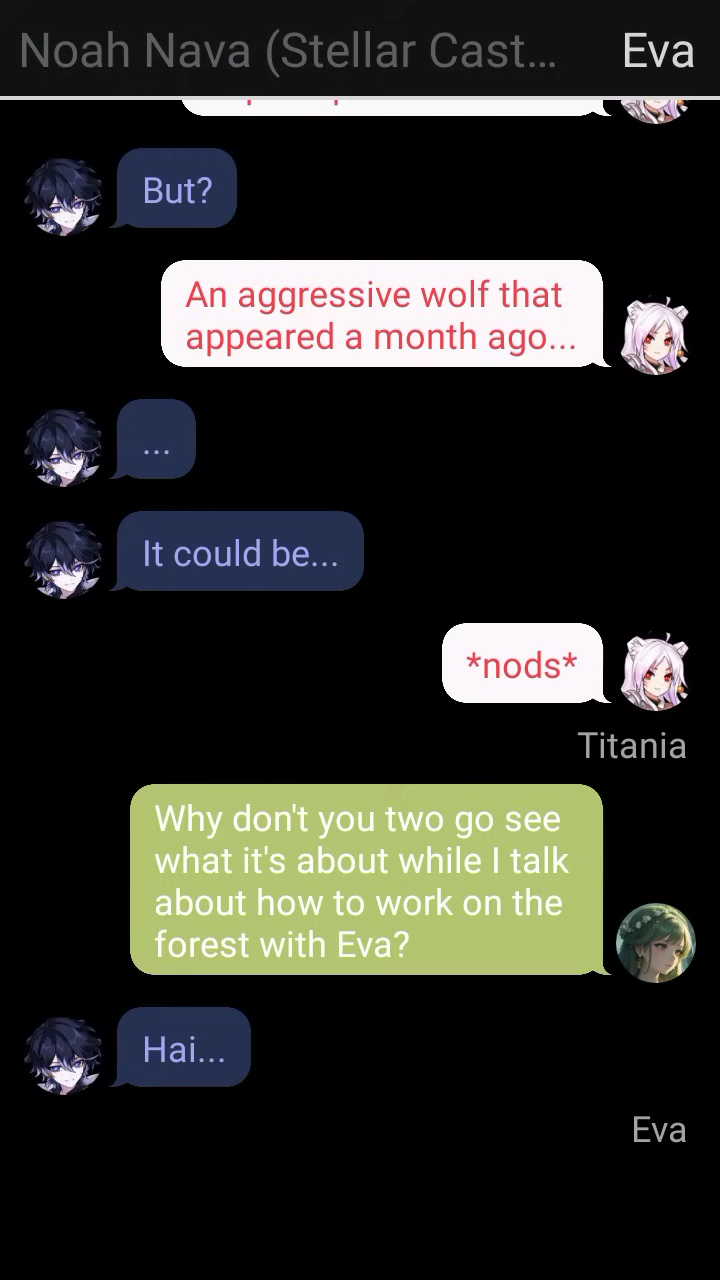 Noah Nava (Stellar Cast...
Eva
But?
An aggressive wolf that
appeared a month ago...
...
It could be...
*nods*
Titania
Why don't you two go see
what it's about while I talk
about how to work on the
forest with Eva?
Hai...
Eva